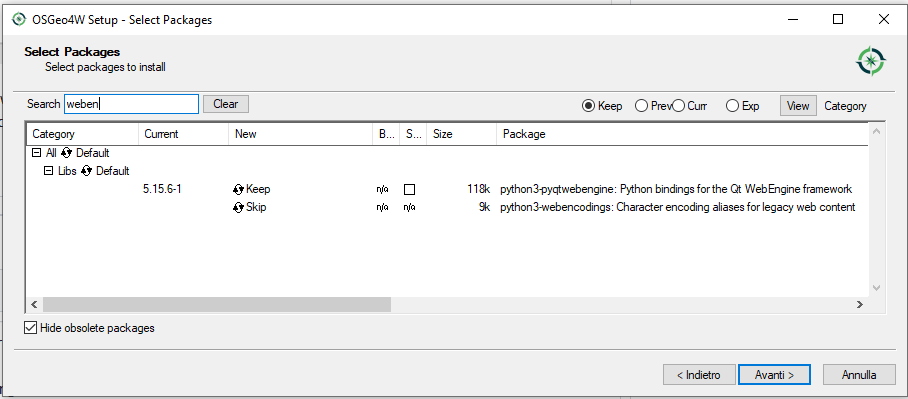 OSGeo4W Setup - Select Packages
Select Packages
Select packages to install
Search weben Clear Keep Prev Curr Exp View Category
Category Current New B... S... Size Package
All Default
Libs Default
5.15.6-1 Keep n/a 118k python3-pyqtwebengine: Python bindings for the Qt WebEngine framework
Skip n/a n/a 9k python3-webencodings: Character encoding aliases for legacy web content
Hide obsolete packages
< Indietro Avanti > Annulla